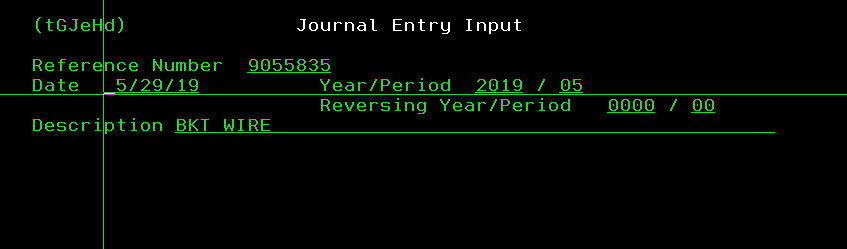 (tGJeHd) Journal Entry Input
Reference Number 9055835
Date 5/29/19 Year/Period 2019 / 05
Reversing Year/Period 0000 / 00
Description BKT WIRE